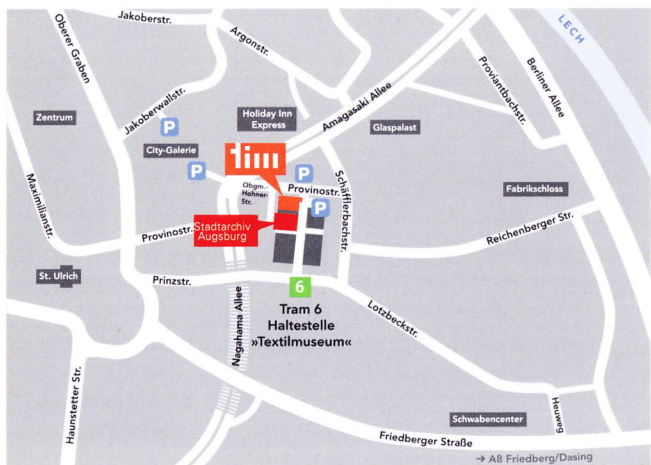 Jakoberstr.
Oberer Graben
Argonstr.
LECH
Berliner Allee
Proviantbachstr.
Amagasaki Allee
Zentrum
Jakoberwallstr.
P
Holiday Inn
Express
Glaspalast
City-Galerie
tim
P
P
Schäfflerbachstr.
Maximilianstr.
Obgm.-
Hohner-
Str.
Provinostr.
P
Fabrikschloss
Provinostr.
Stadtarchiv
Augsburg
Reichenberger Str.
St. Ulrich
Prinzstr.
6
Tram 6
Haltestelle
»Textilmuseum«
Nagahama Allee
Lotzbeckstr.
Haunstetter Str.
Heuweg
Schwabencenter
Friedberger Straße
→ A8 Friedberg/Dasing